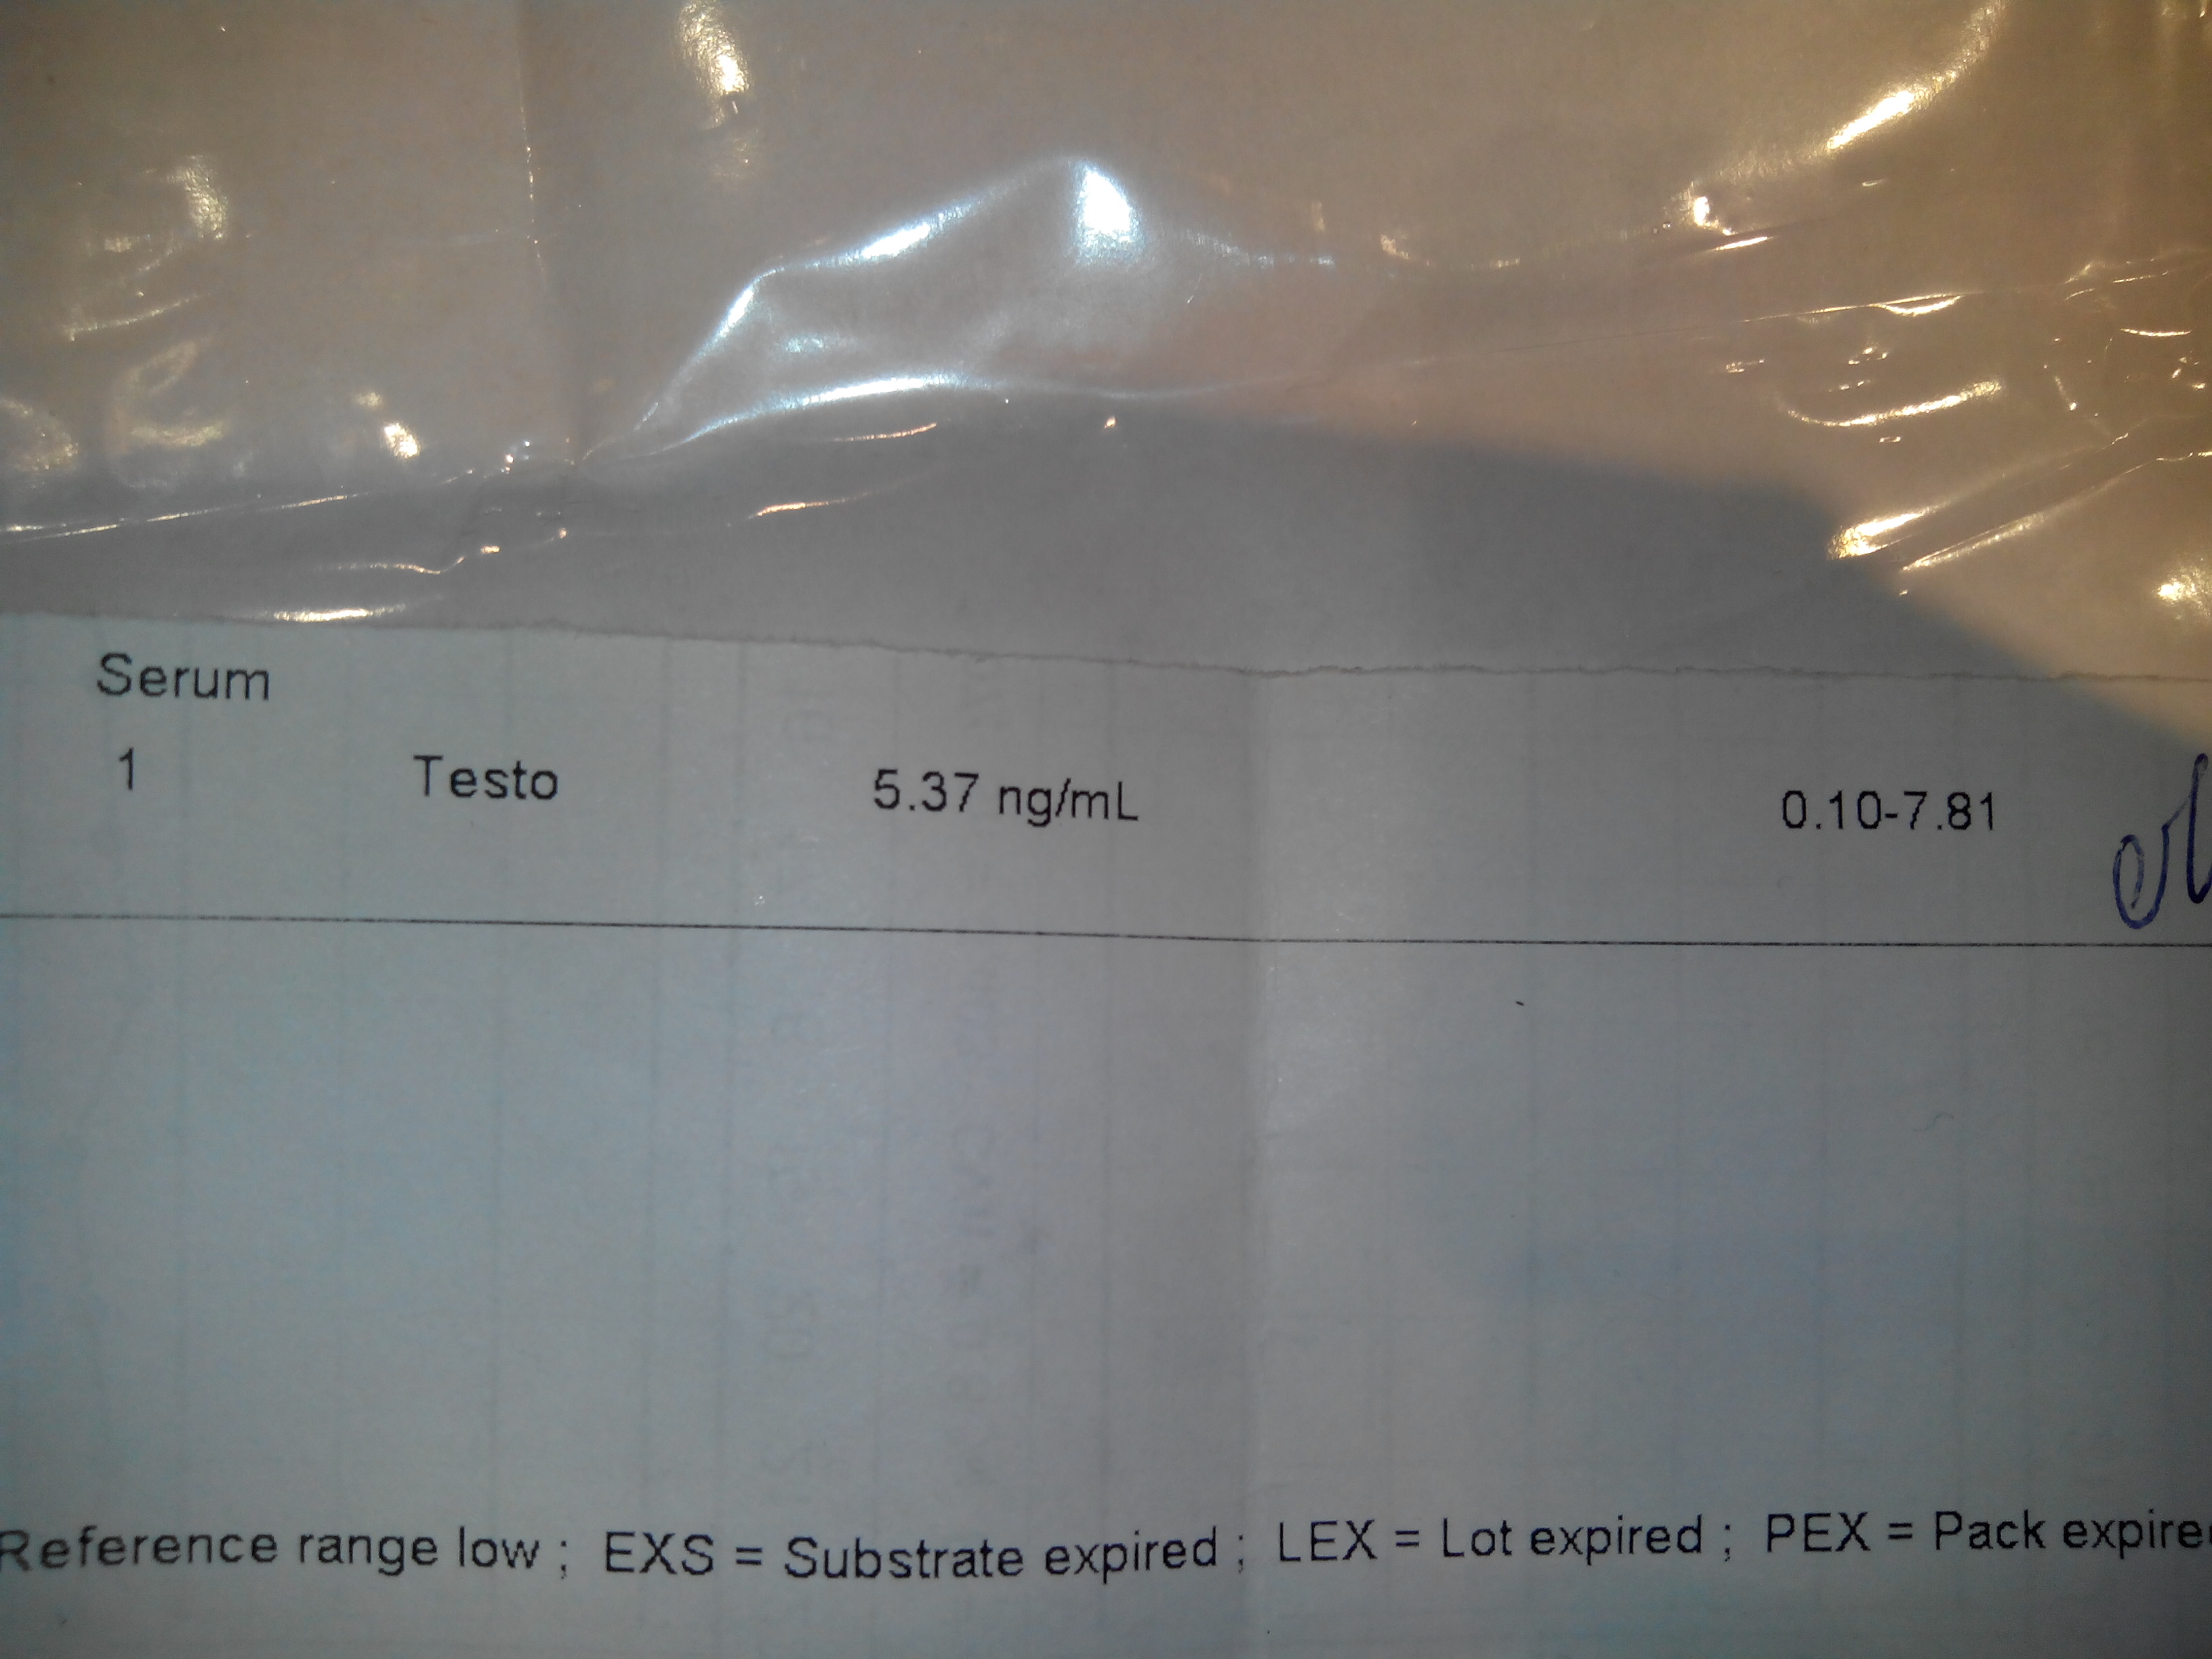 Serum
1 Testo 5.37 ng/mL 0.10-7.81
Reference range low ; EXS = Substrate expired ; LEX = Lot expired ; PEX = Pack expire